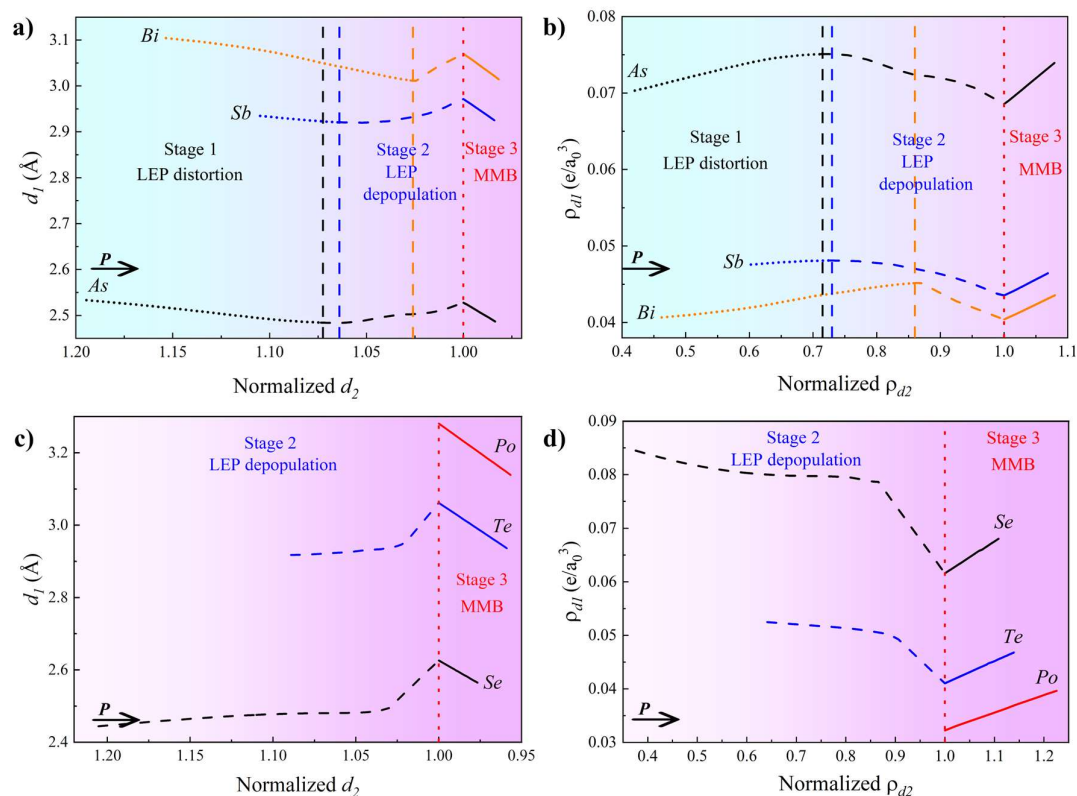 a)
3.1
3.0
2.9
2.8
2.7
2.6
2.5
d1 (Å)
Bi
Sb
As
Stage 1
LEP distortion
Stage 2
LEP
depopulation
Stage 3
MMB
P
1.20
1.15
1.10
1.05
1.00
Normalized d2
b)
0.08
0.07
0.06
0.05
0.04
ρd1 (e/a0^3)
As
Sb
Bi
Stage 1
LEP distortion
Stage 2
LEP
depopulation
Stage 3
MMB
P
0.4
0.5
0.6
0.7
0.8
0.9
1.0
1.1
Normalized ρd2
c)
3.2
3.0
2.8
2.6
2.4
d1 (Å)
Stage 2
LEP depopulation
Po
Te
Stage 3
MMB
Se
P
1.20
1.15
1.10
1.05
1.00
0.95
Normalized d2
d)
0.09
0.08
0.07
0.06
0.05
0.04
0.03
ρd1 (e/a0^3)
Stage 2
LEP depopulation
Stage 3
MMB
Se
Te
Po
P
0.4
0.5
0.6
0.7
0.8
0.9
1.0
1.1
1.2
Normalized ρd2